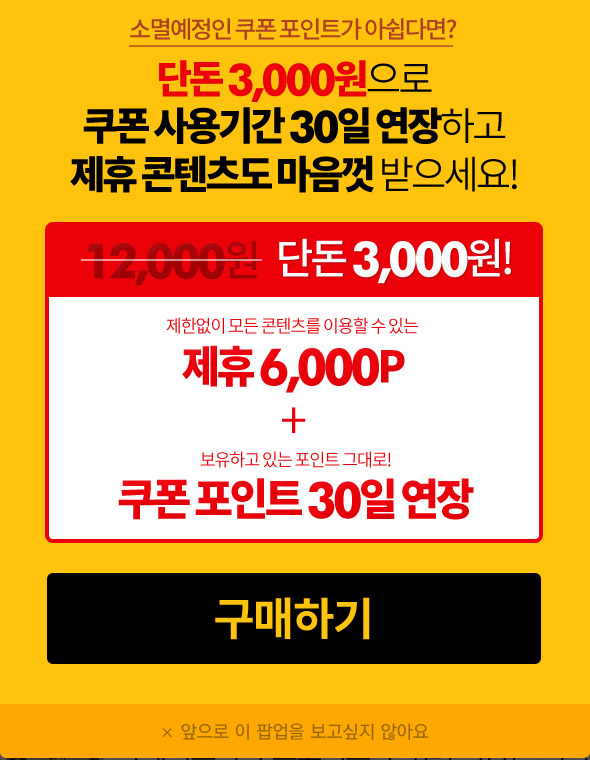 소멸예정인 쿠폰 포인트가 아쉽다면?
단돈 3,000원으로
쿠폰 사용기간 30일 연장하고
제휴 콘텐츠도 마음껏 받으세요!
12,000원 단돈 3,000원!
제한없이 모든 콘텐츠를 이용할 수 있는
제휴 6,000P
+
보유하고 있는 포인트 그대로!
쿠폰 포인트 30일 연장
구매하기
× 앞으로 이 팝업을 보고싶지 않아요